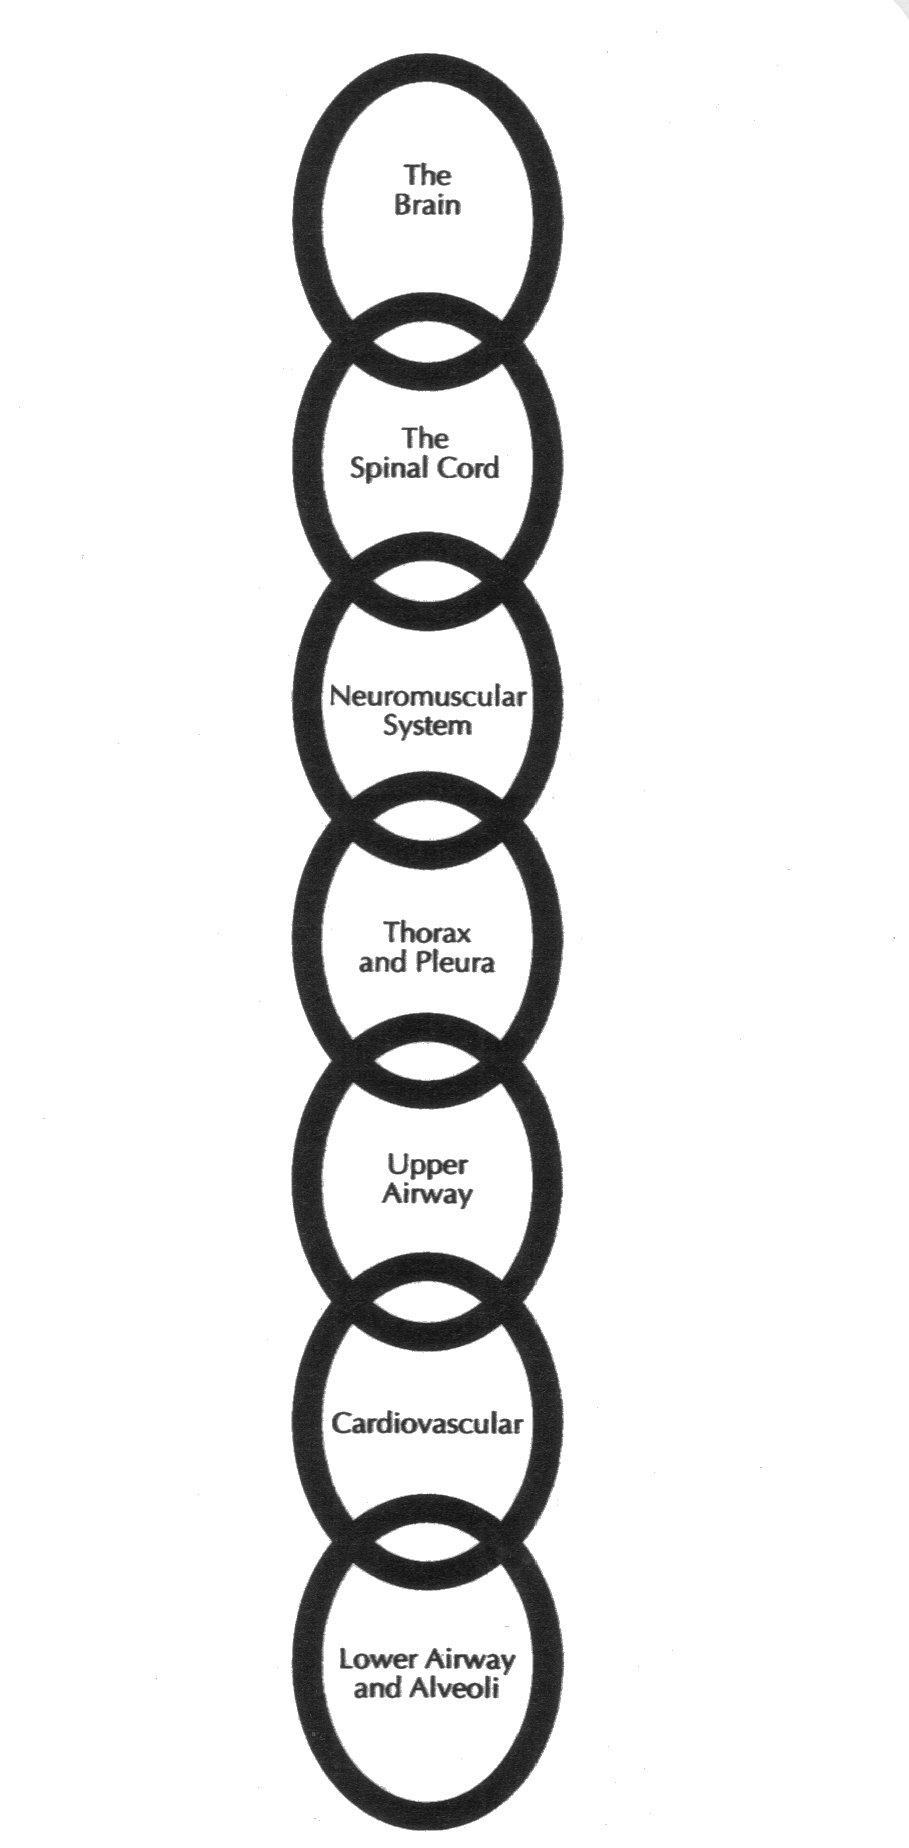 The
Brain
The
Spinal Cord
Neuromuscular
System
Thorax
and Pleura
Upper
Airway
Cardiovascular
Lower Airway
and Alveoli